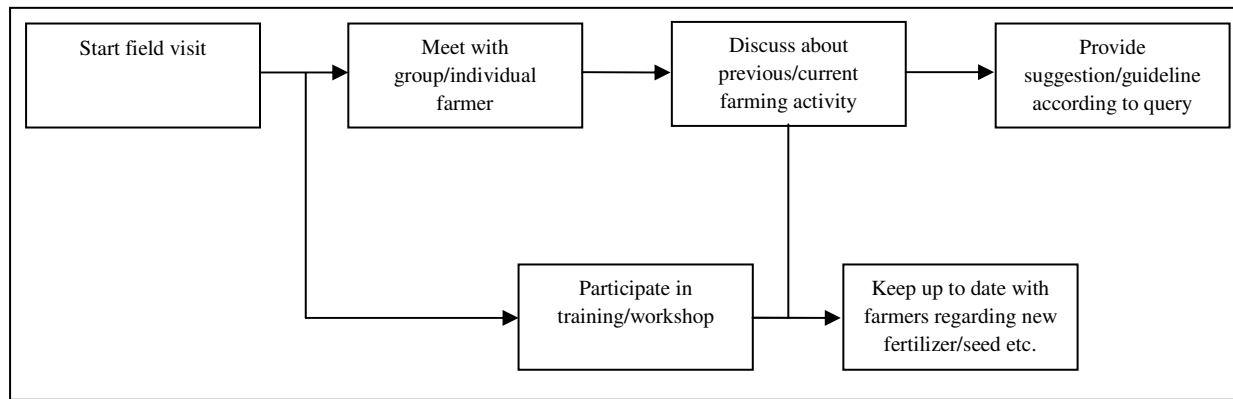 Start field visit
Meet with
group/individual
farmer
Discuss about
previous/current
farming activity
Provide
suggestion/guideline
according to query
Participate in
training/workshop
Keep up to date with
farmers regarding new
fertilizer/seed etc.